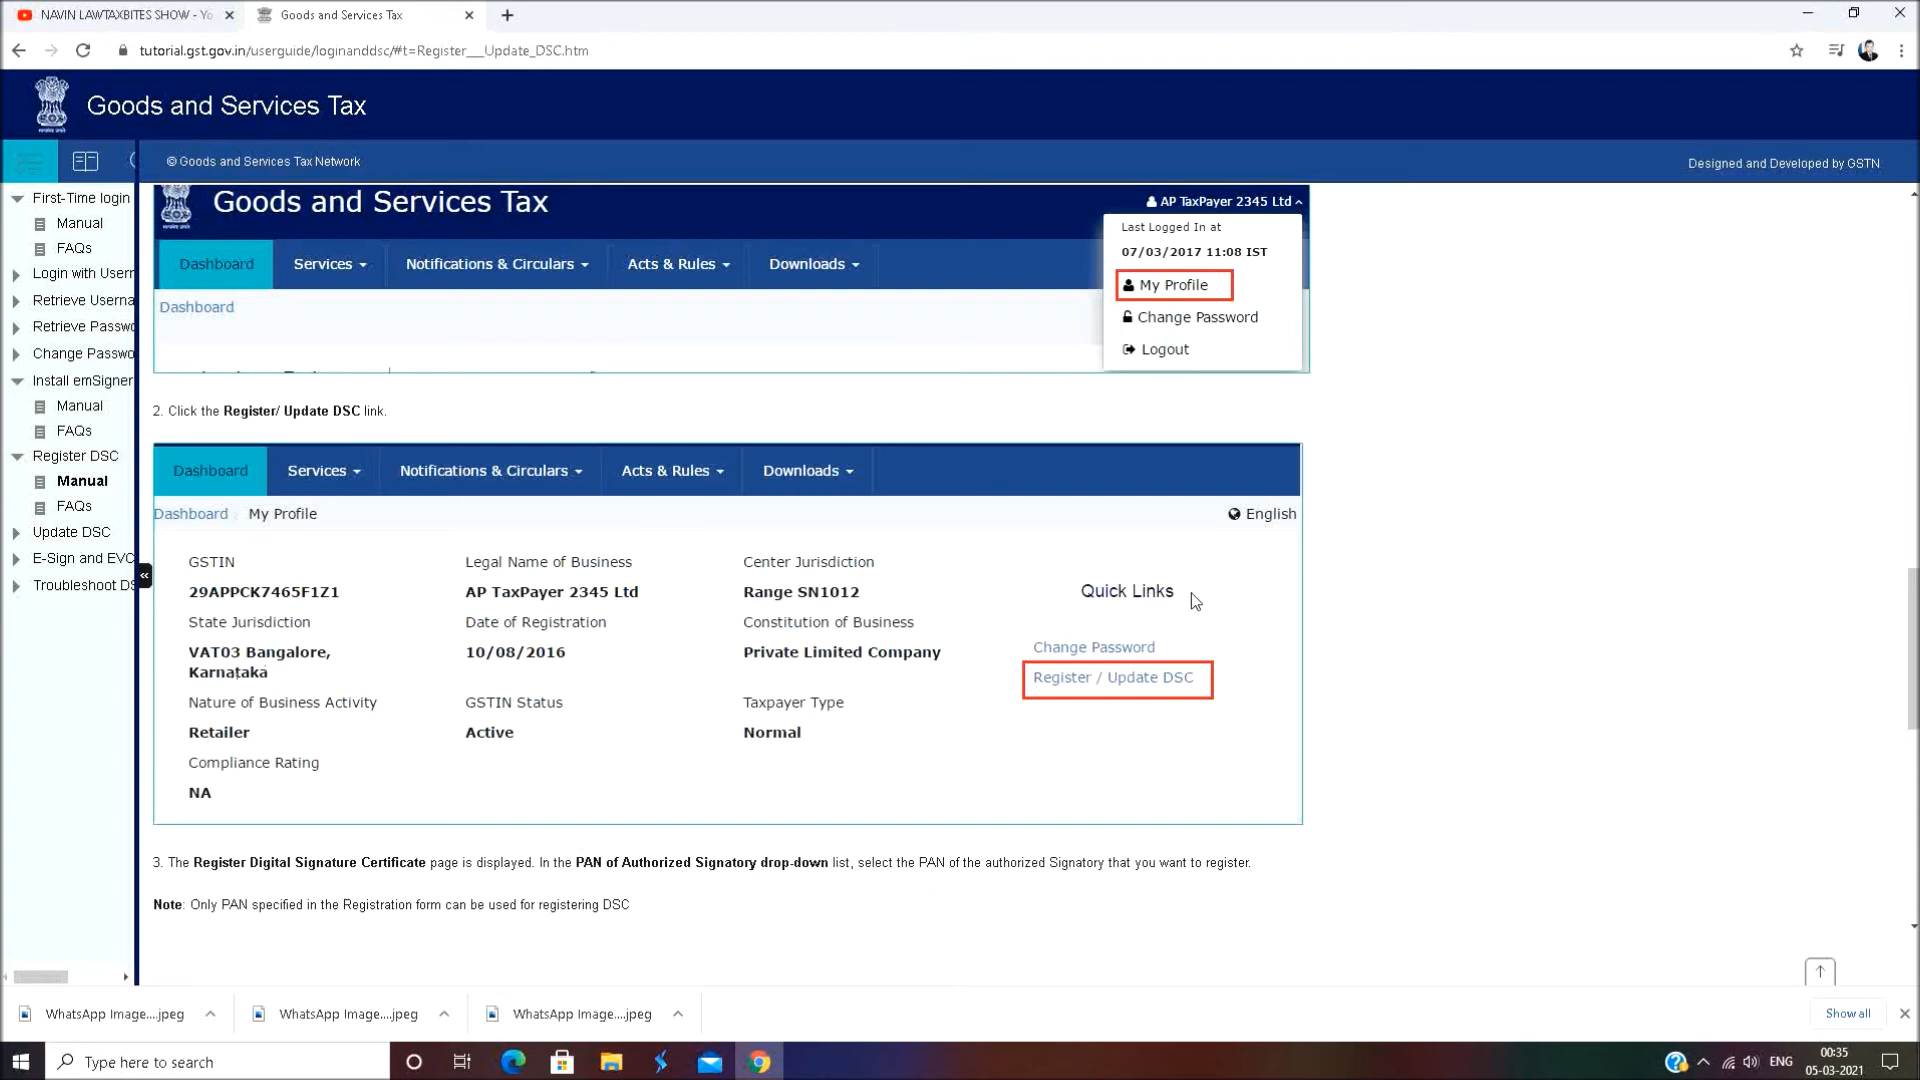 NAVIN LAWTAXBITES SHOW - Yo
Goods and Services Tax
tutorial.gst.gov.in/userguide/loginanddsc/#t=Register___Update_DSC.htm
Goods and Services Tax
© Goods and Services Tax Network
Designed and Developed by GSTN
First-Time login
Manual
FAQs
Login with Usern
Retrieve Userna
Retrieve Passwo
Change Passwo
Install emSigner
Manual
FAQs
Register DSC
Manual
FAQs
Update DSC
E-Sign and EVC
Troubleshoot DS
Goods and Services Tax
AP TaxPayer 2345 Ltd
Last Logged In at
07/03/2017 11:08 IST
My Profile
Change Password
Logout
Dashboard Services Notifications & Circulars Acts & Rules Downloads
Dashboard
2. Click the Register/ Update DSC link.
Dashboard Services Notifications & Circulars Acts & Rules Downloads
Dashboard My Profile English
GSTIN Legal Name of Business Center Jurisdiction
29APPCK7465F1Z1 AP TaxPayer 2345 Ltd Range SN1012
Quick Links
State Jurisdiction Date of Registration Constitution of Business
VAT03 Bangalore, 10/08/2016 Private Limited Company
Karnataka
Change Password
Register / Update DSC
Nature of Business Activity GSTIN Status Taxpayer Type
Retailer Active Normal
Compliance Rating
NA
3. The Register Digital Signature Certificate page is displayed. In the PAN of Authorized Signatory drop-down list, select the PAN of the authorized Signatory that you want to register.
Note: Only PAN specified in the Registration form can be used for registering DSC
WhatsApp Image....jpeg WhatsApp Image....jpeg WhatsApp Image....jpeg Show all
Type here to search
ENG
00:35
05-03-2021